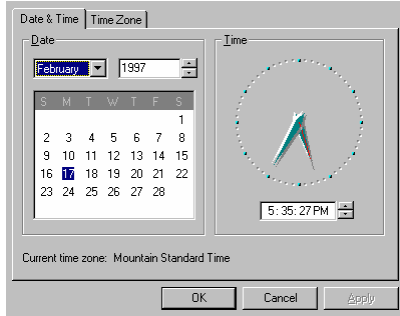 Date & Time Time Zone
Date
February 1997
S M T W T F S
1
2 3 4 5 6 7 8
9 10 11 12 13 14 15
16 17 18 19 20 21 22
23 24 25 26 27 28
Time
5:35:27 PM
Current time zone: Mountain Standard Time
OK Cancel Apply